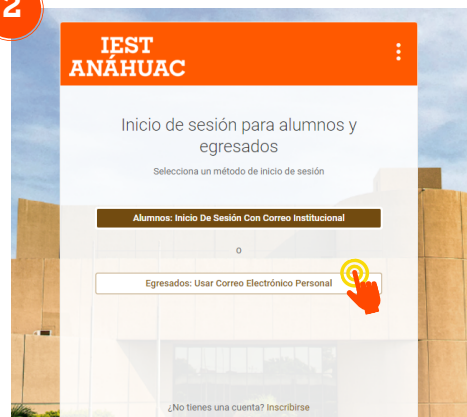 2
IEST
ANÁHUAC
Inicio de sesión para alumnos y
egresados
Selecciona un método de inicio de sesión
Alumnos: Inicio De Sesión Con Correo Institucional
o
Egresados: Usar Correo Electrónico Personal
¿No tienes una cuenta? Inscribirse